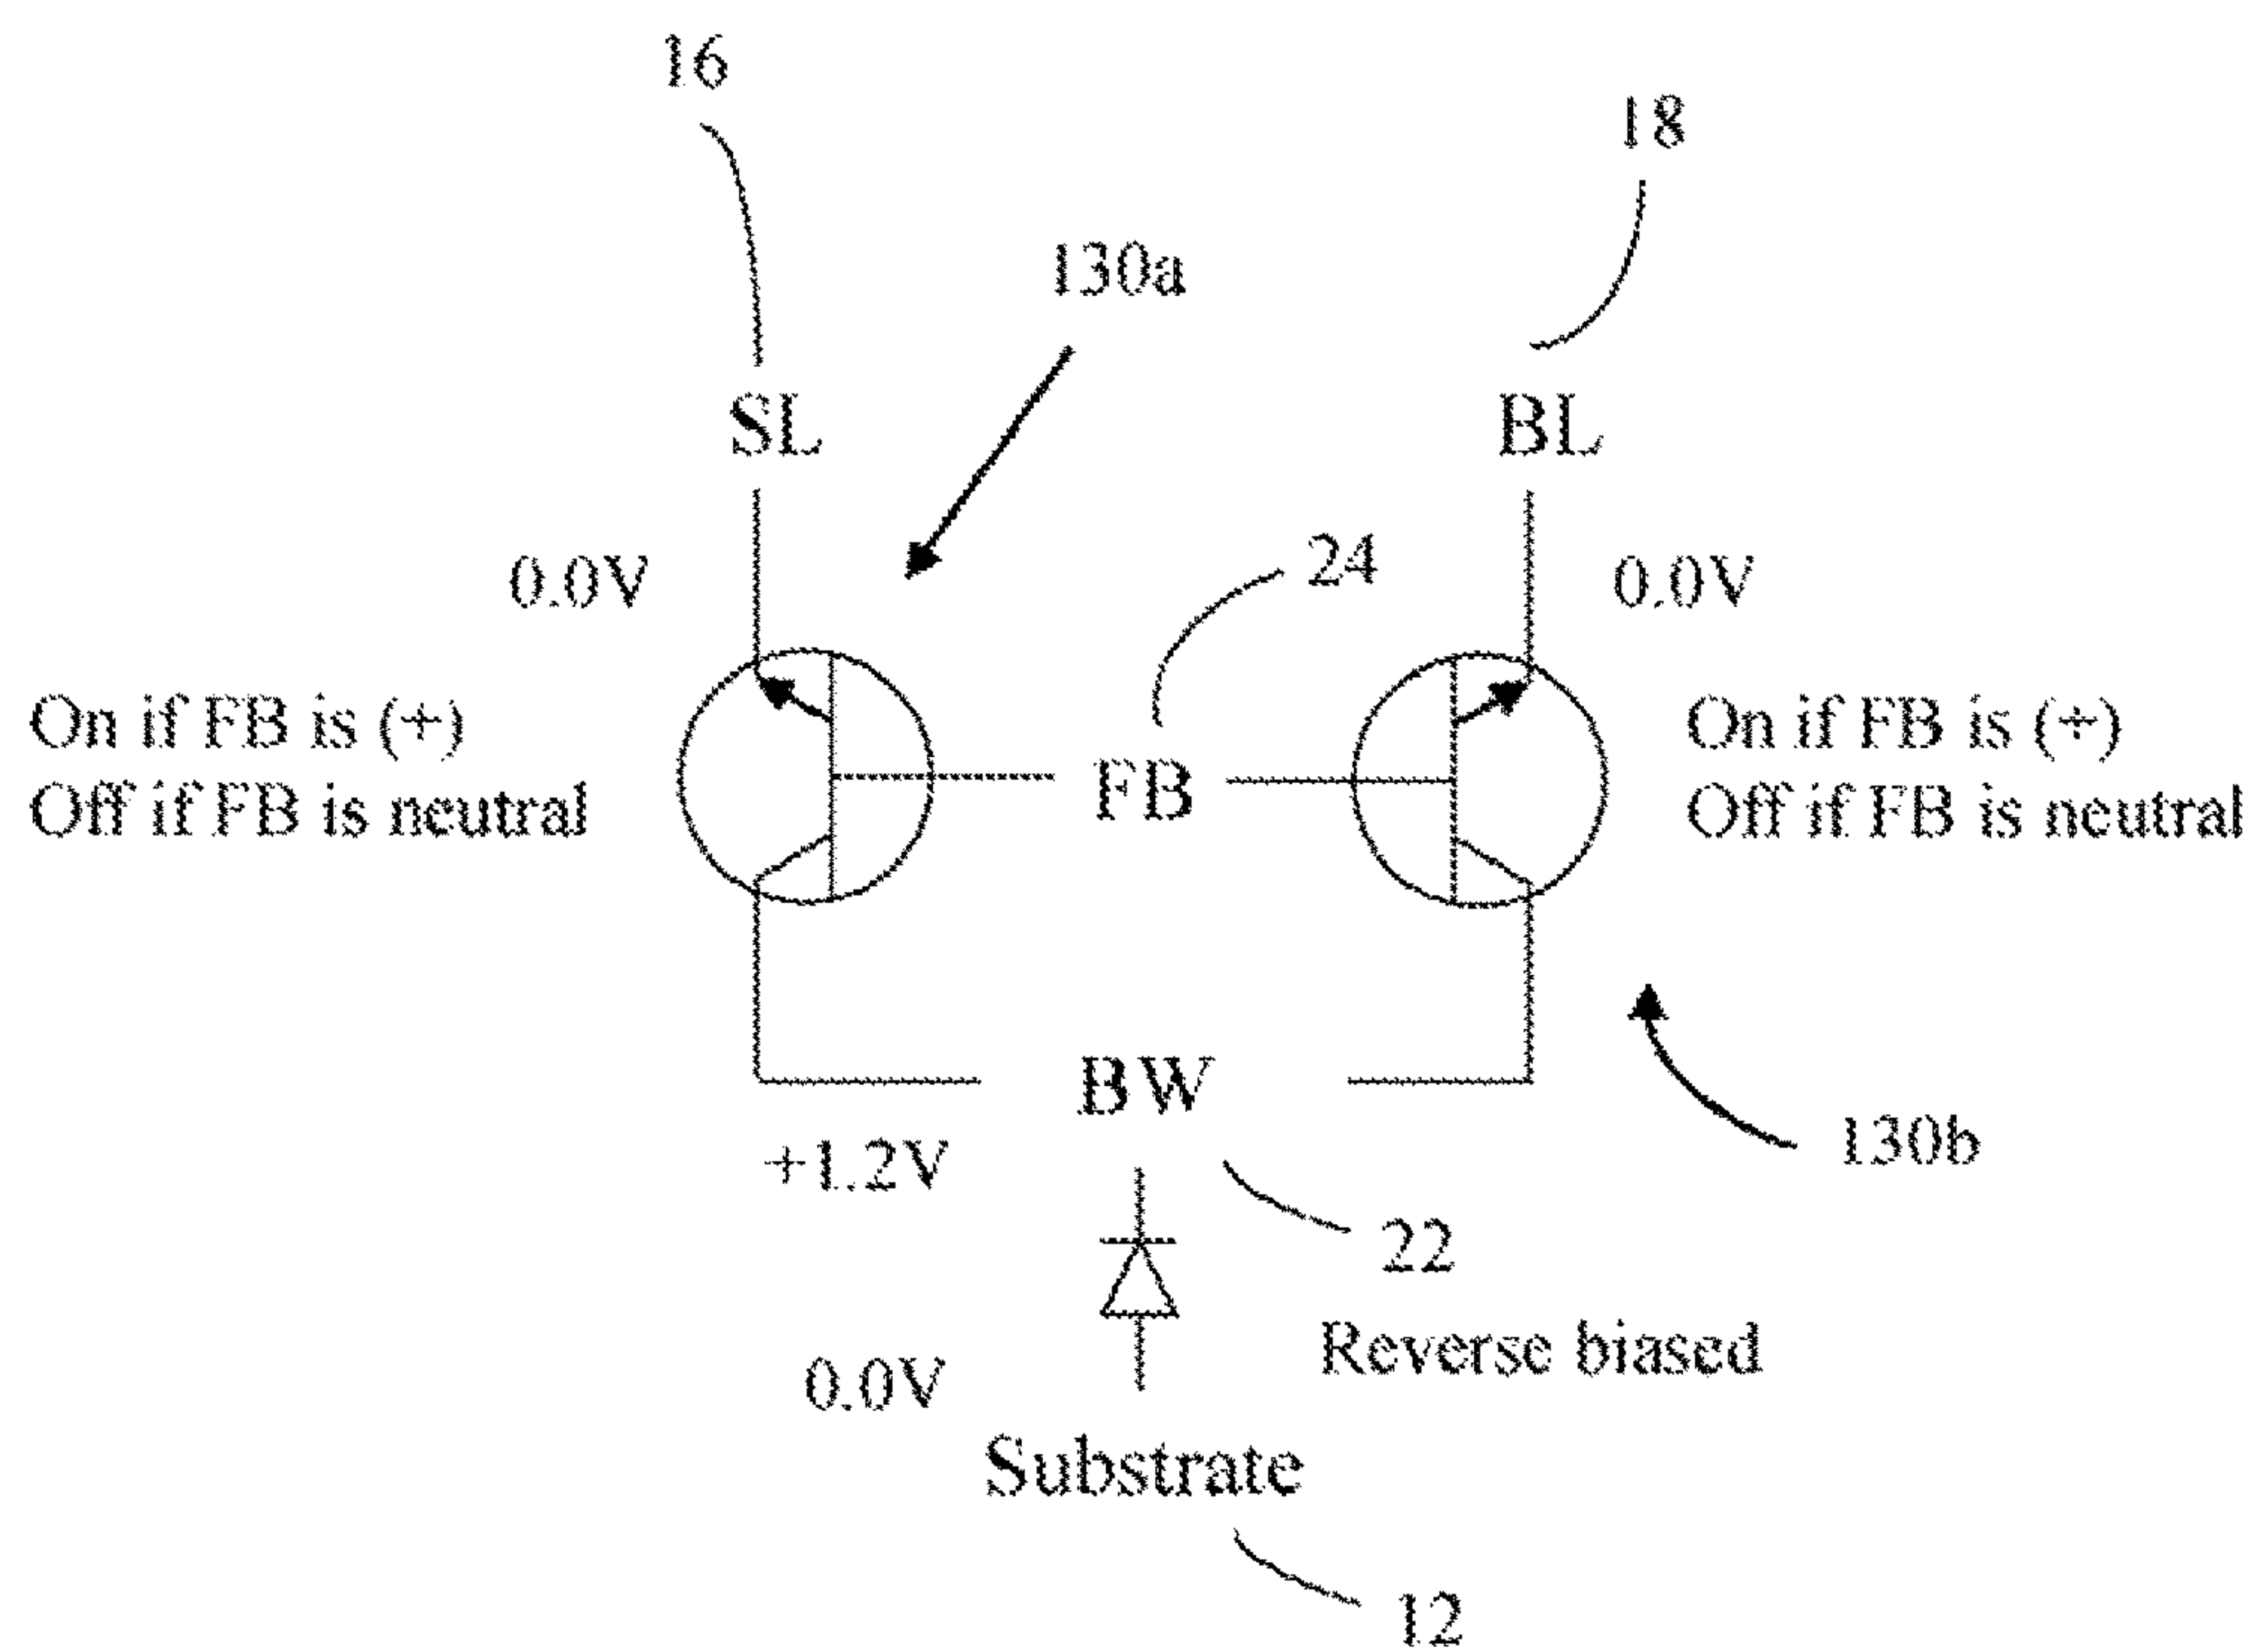 16
18
130a
SL
BL
0.0V
24
0.0V
On if FB is (+)
Off if FB is neutral
FB
On if FB is (+)
Off if FB is neutral
BW
+1.2V
130b
22
Reverse biased
0.0V
Substrate
12